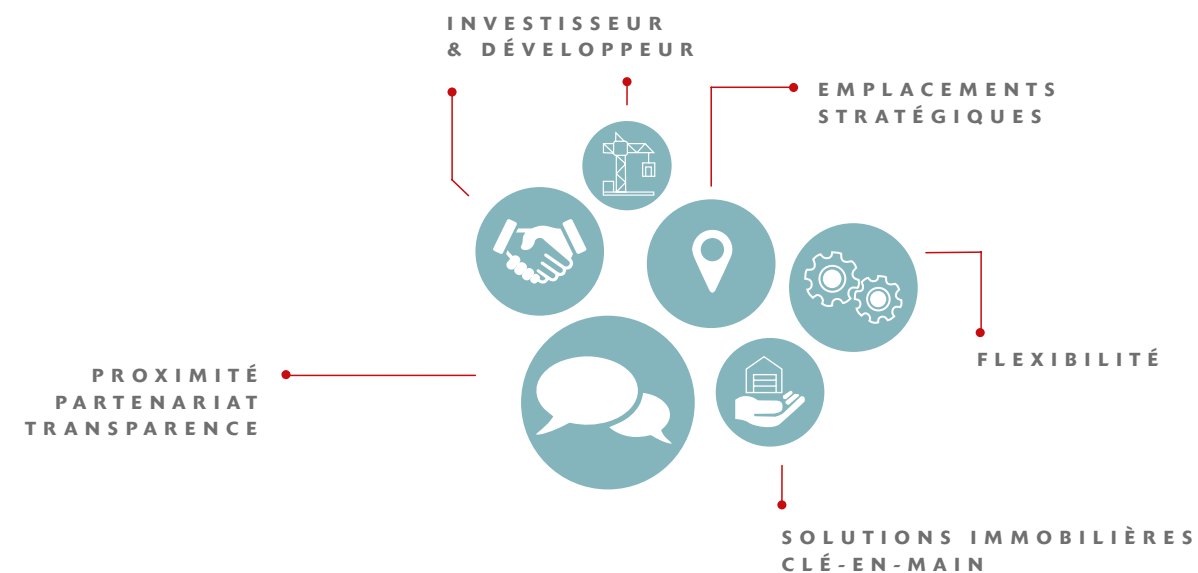 INVESTISSEUR
& DÉVELOPPEUR
EMPLACEMENTS
STRATÉGIQUES
FLEXIBILITÉ
PROXIMITÉ
PARTENARIAT
TRANSPARENCE
SOLUTIONS IMMOBILIÈRES
CLÉ-EN-MAIN